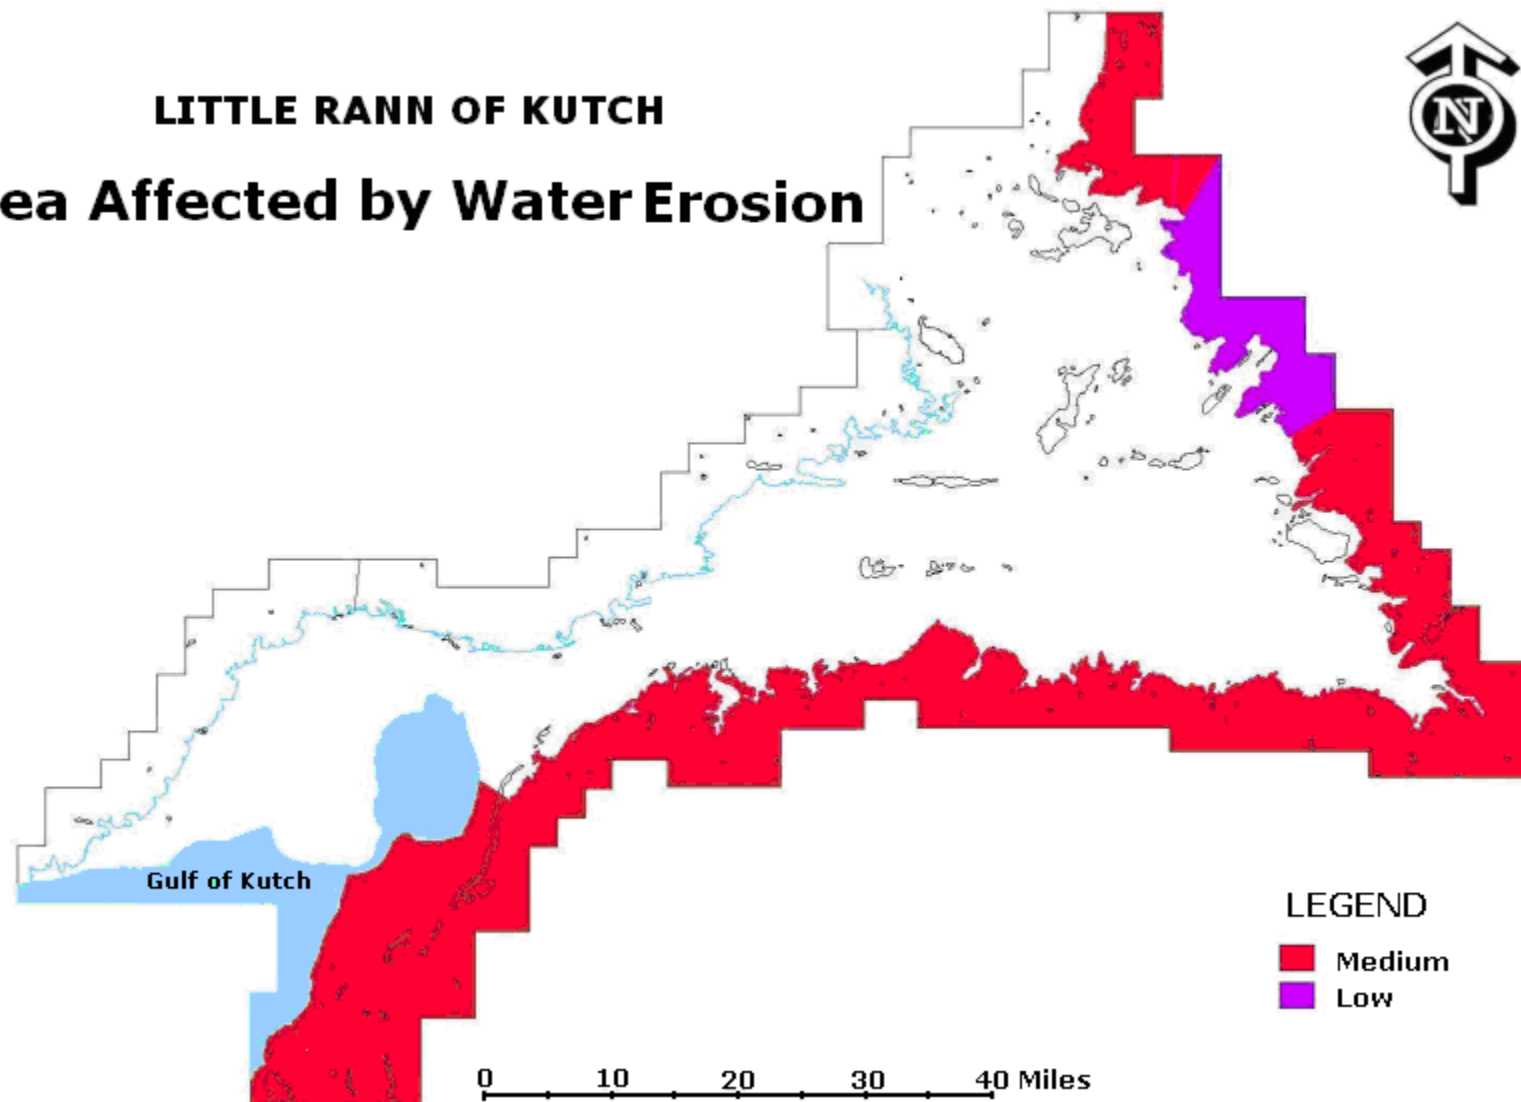 LITTLE RANN OF KUTCH
ea Affected by Water Erosion
N
Gulf of Kutch
LEGEND
Medium
Low
0 10 20 30 40 Miles